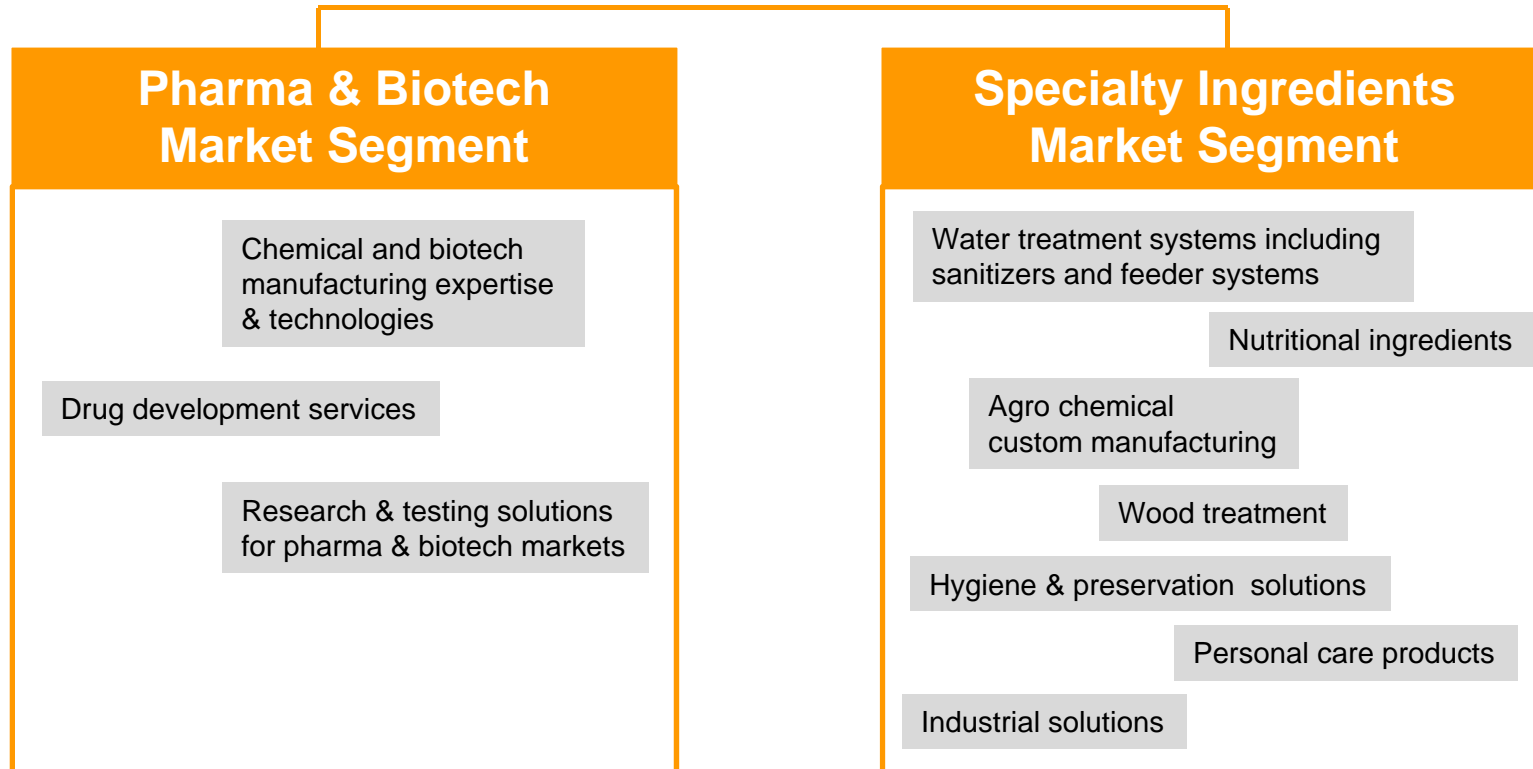 Pharma & Biotech
Market Segment
Chemical and biotech
manufacturing expertise
& technologies
Drug development services
Research & testing solutions
for pharma & biotech markets
Specialty Ingredients
Market Segment
Water treatment systems including
sanitizers and feeder systems
Nutritional ingredients
Agro chemical
custom manufacturing
Wood treatment
Hygiene & preservation  solutions
Personal care products
Industrial solutions